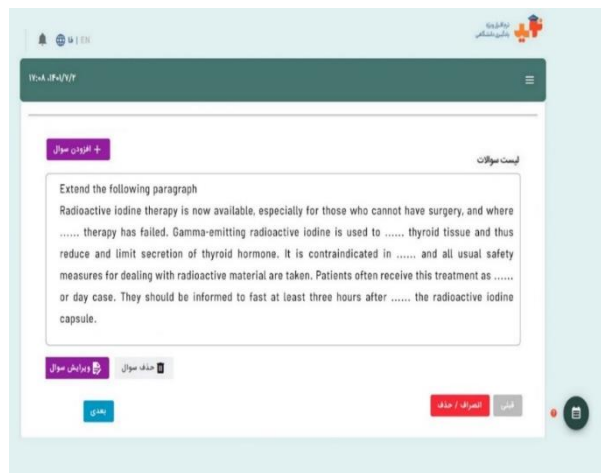 نرم‌افزار ویژه
یادگیری دانشگاهی
EN | فا
۱۴۰۱/۷/۲، ۱۷:۰۸
+ افزودن سوال
لیست سوالات
Extend the following paragraph
Radioactive iodine therapy is now available, especially for those who cannot have surgery, and where
...... therapy has failed. Gamma-emitting radioactive iodine is used to ...... thyroid tissue and thus
reduce and limit secretion of thyroid hormone. It is contraindicated in ...... and all usual safety
measures for dealing with radioactive material are taken. Patients often receive this treatment as ......
or day case. They should be informed to fast at least three hours after ...... the radioactive iodine
capsule.
حذف سوال
ویرایش سوال
قبلی
انصراف / حذف
بعدی